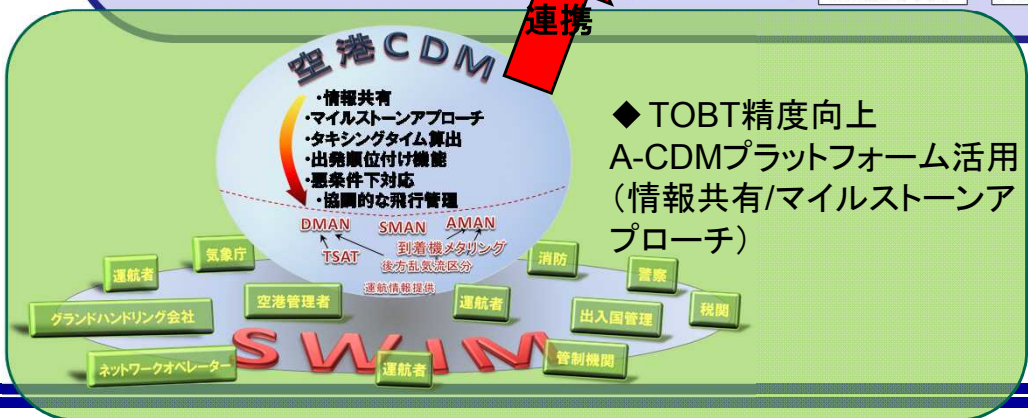 連携
空港CDM
・情報共有
・マイルストーンアプローチ
・タキシングタイム算出
・出発順位付け機能
・悪条件下対応
・協調的な飛行管理
DMAN SMAN AMAN
TSAT
到着機メタリング
後方乱気流区分
運航情報提供
気象庁
運航者
グランドハンドリング会社
ネットワークオペレーター
空港管理者
運航者
運航者
消防
警察
税関
出入国管理
管制機関
SWIM
◆ TOBT精度向上
A-CDMプラットフォーム活用
（情報共有/マイルストーンア
プローチ）